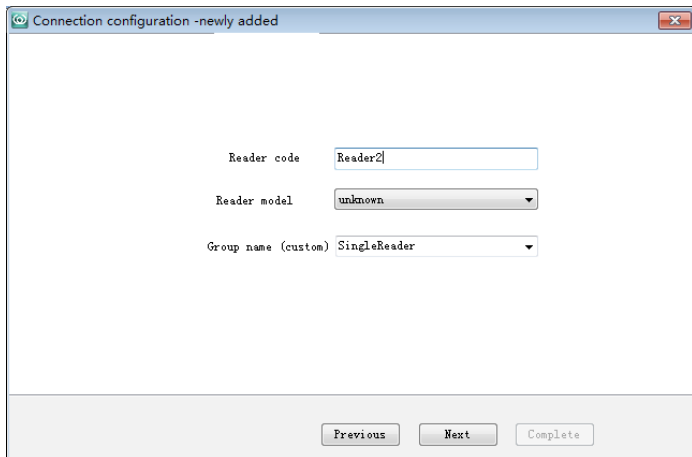 Connection configuration -newly added
Reader code Reader2
Reader model unknown
Group name (custom) SingleReader
Previous Next Complete